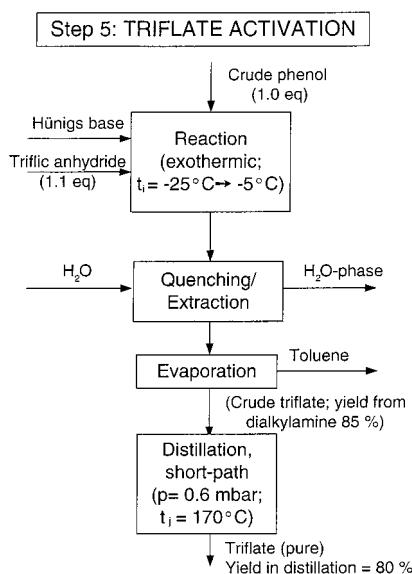 Step 5: TRIFLATE ACTIVATION
Crude phenol
(1.0 eq)
Hünigs base
Triflic anhydride
(1.1 eq)
Reaction
(exothermic;
tᵢ= -25°C→ -5°C)
H₂O
Quenching/
Extraction
H₂O-phase
Evaporation
Toluene
(Crude triflate; yield from
dialkylamine 85 %)
Distillation,
short-path
(p= 0.6 mbar;
tⱼ = 170°C)
Triflate (pure)
Yield in distillation = 80 %